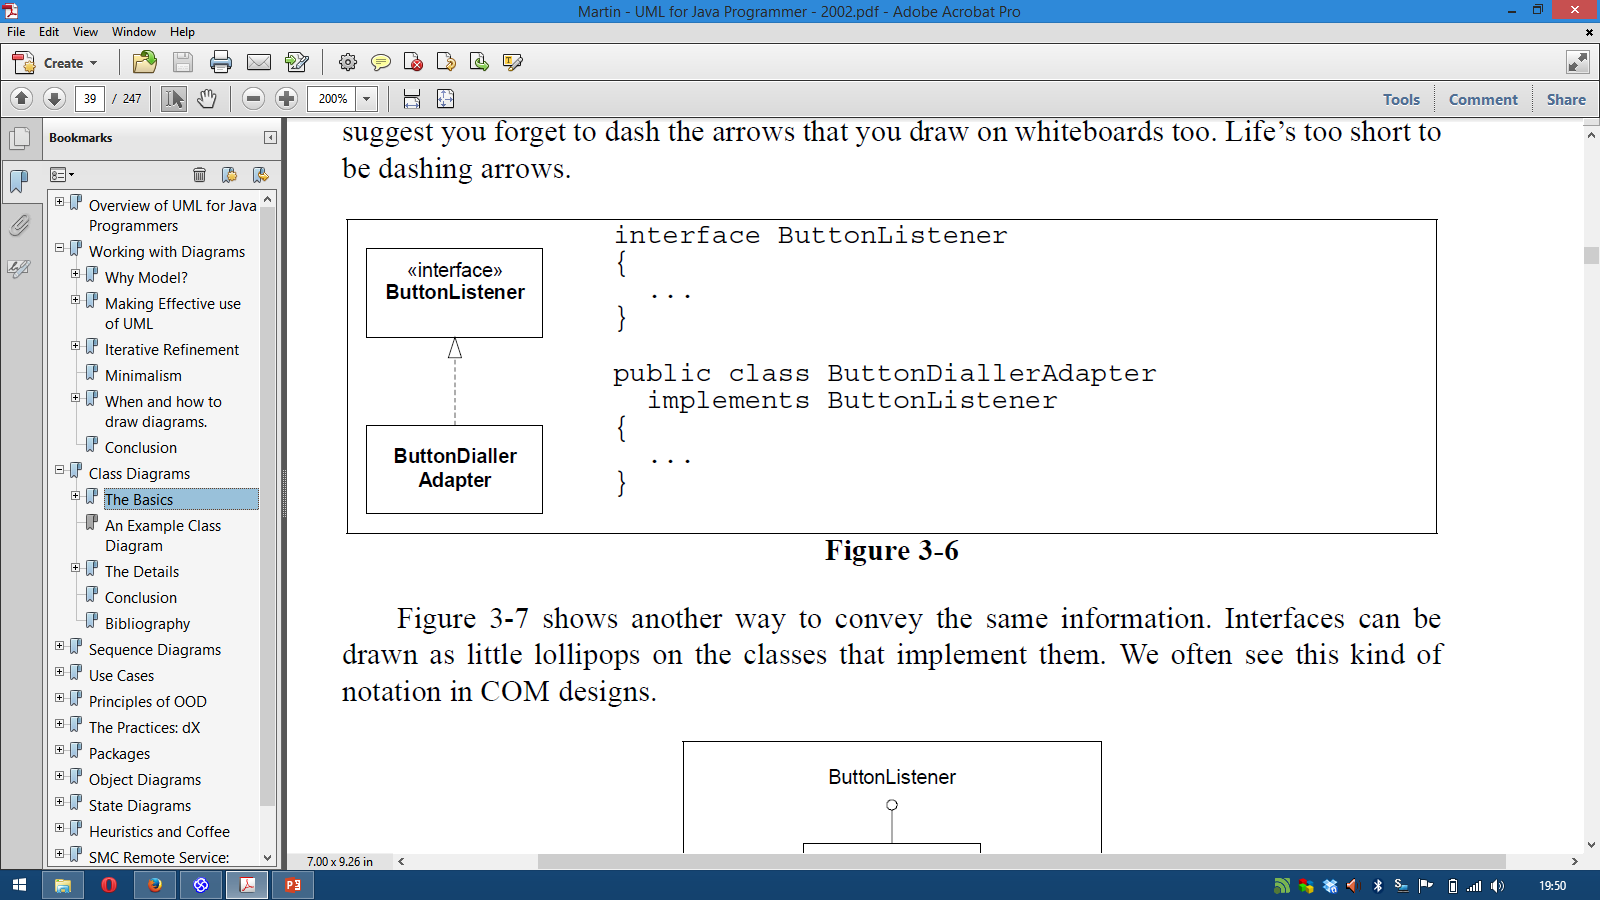 Martin - UML for Java Programmer - 2002.pdf - Adobe Acrobat Pro
File Edit View Window Help
Create
39 / 247 200% Tools Comment Share
Bookmarks
Overview of UML for Java
Programmers
Working with Diagrams
Why Model?
Making Effective use
of UML
Iterative Refinement
Minimalism
When and how to
draw diagrams.
Conclusion
Class Diagrams
The Basics
An Example Class
Diagram
The Details
Conclusion
Bibliography
Sequence Diagrams
Use Cases
Principles of OOD
The Practices: dX
Packages
Object Diagrams
State Diagrams
Heuristics and Coffee
SMC Remote Service:
suggest you forget to dash the arrows that you draw on whiteboards too. Life’s too short to
be dashing arrows.
«interface»
ButtonListener
ButtonDialler
Adapter
interface ButtonListener
{
...
}
public class ButtonDiallerAdapter
implements ButtonListener
{
...
}
Figure 3-6
Figure 3-7 shows another way to convey the same information. Interfaces can be
drawn as little lollipops on the classes that implement them. We often see this kind of
notation in COM designs.
ButtonListener
7.00 x 9.26 in
19:50